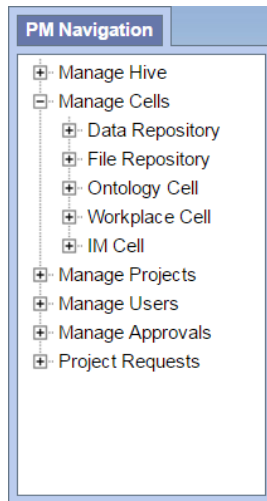 PM Navigation
Manage Hive
Manage Cells
Data Repository
File Repository
Ontology Cell
Workplace Cell
IM Cell
Manage Projects
Manage Users
Manage Approvals
Project Requests